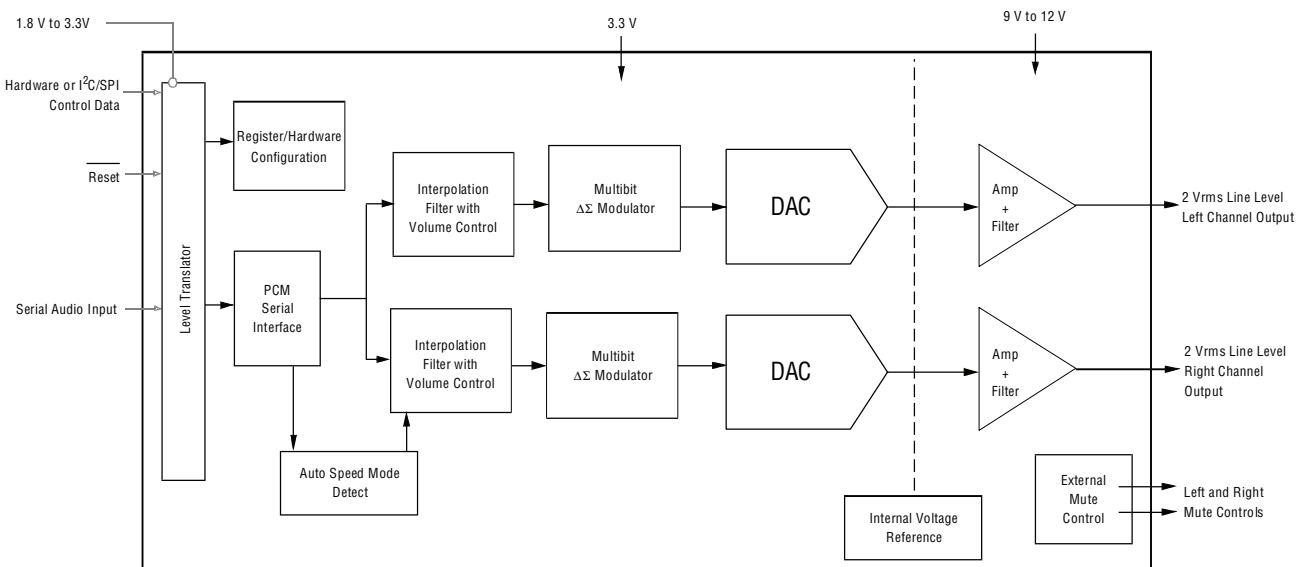 1.8 V to 3.3V
3.3 V
9 V to 12 V
Hardware or I²C/SPI
Control Data
Reset
Serial Audio Input
Level Translator
Register/Hardware
Configuration
PCM
Serial
Interface
Auto Speed Mode
Detect
Interpolation
Filter with
Volume Control
Multibit
ΔΣ Modulator
DAC
Amp
+
Filter
2 Vrms Line Level
Left Channel Output
Interpolation
Filter with
Volume Control
Multibit
ΔΣ Modulator
DAC
Amp
+
Filter
2 Vrms Line Level
Right Channel
Output
Internal Voltage
Reference
External
Mute
Control
Left and Right
Mute Controls